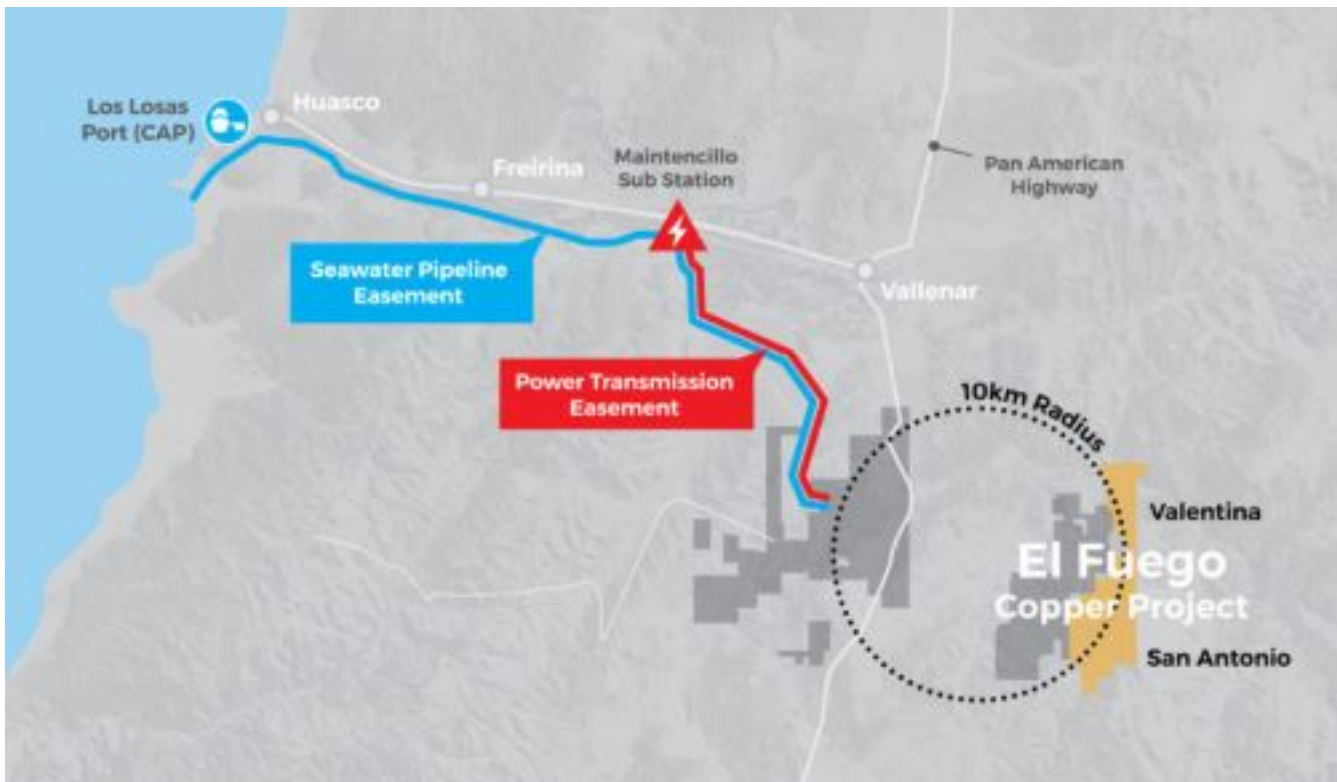 Los Losas
Port (CAP)
Huasco
Freirina
Maintencillo
Sub Station
Pan American
Highway
Seawater Pipeline
Easement
Vallenar
Power Transmission
Easement
10km Radius
Valentina
El Fuego
Copper Project
San Antonio